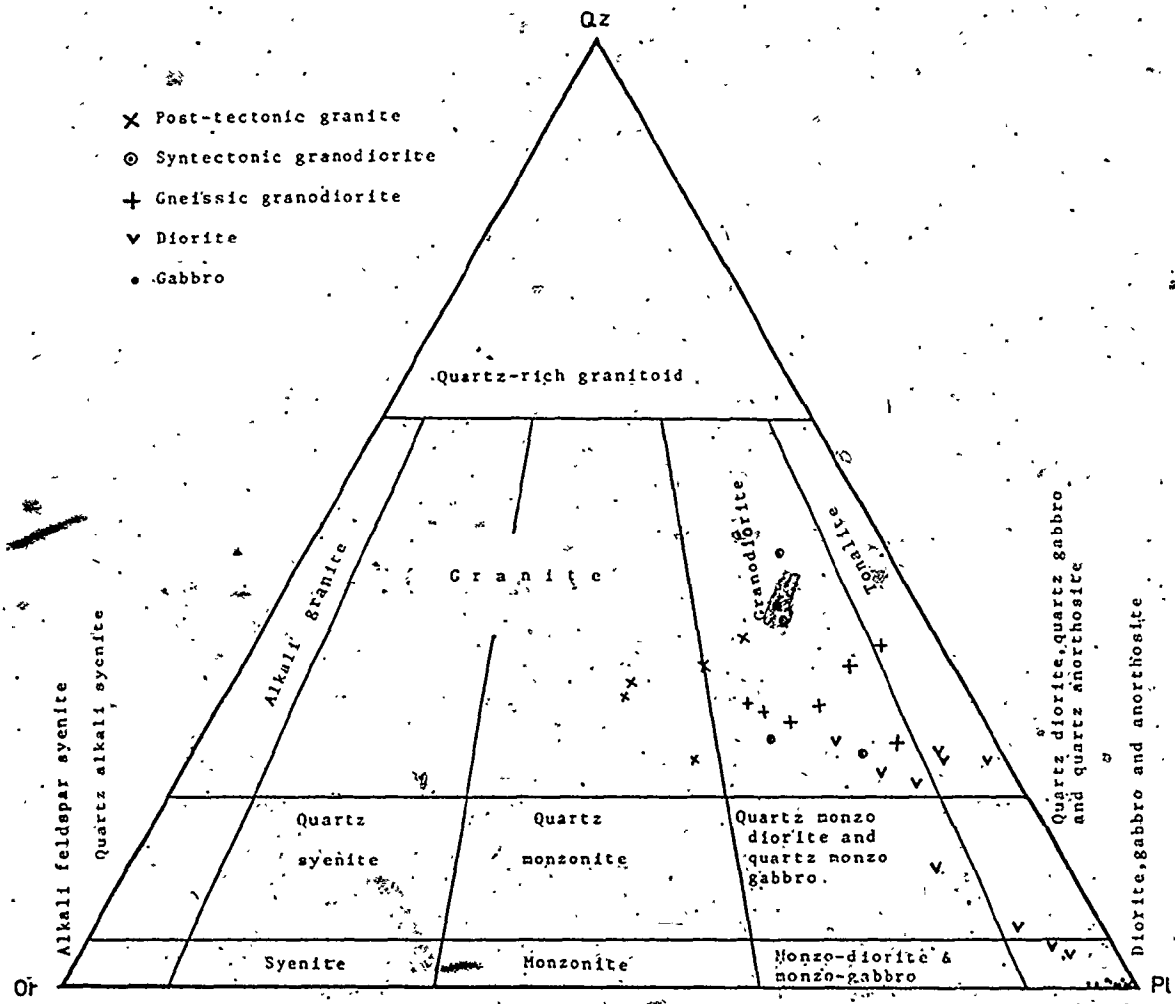 Qz
Post-tectonic granite
Syntectonic granodiorite
Gneissic granodiorite
Diorite
Gabbro
Quartz-rich granitoid
Alkali granite
Granite
Granodiorite
Tonalite
Alkali feldspar syenite
Quartz alkali syenite
Quartz diorite, quartz gabbro
and quartz anorthosite
Diorite, gabbro and anorthosite
Quartz
syenite
Quartz
monzonite
Quartz monzo
diorite and
quartz monzo
gabbro.
Syenite
Monzonite
Monzo-diorite &
monzo-gabbro
Or
Pl